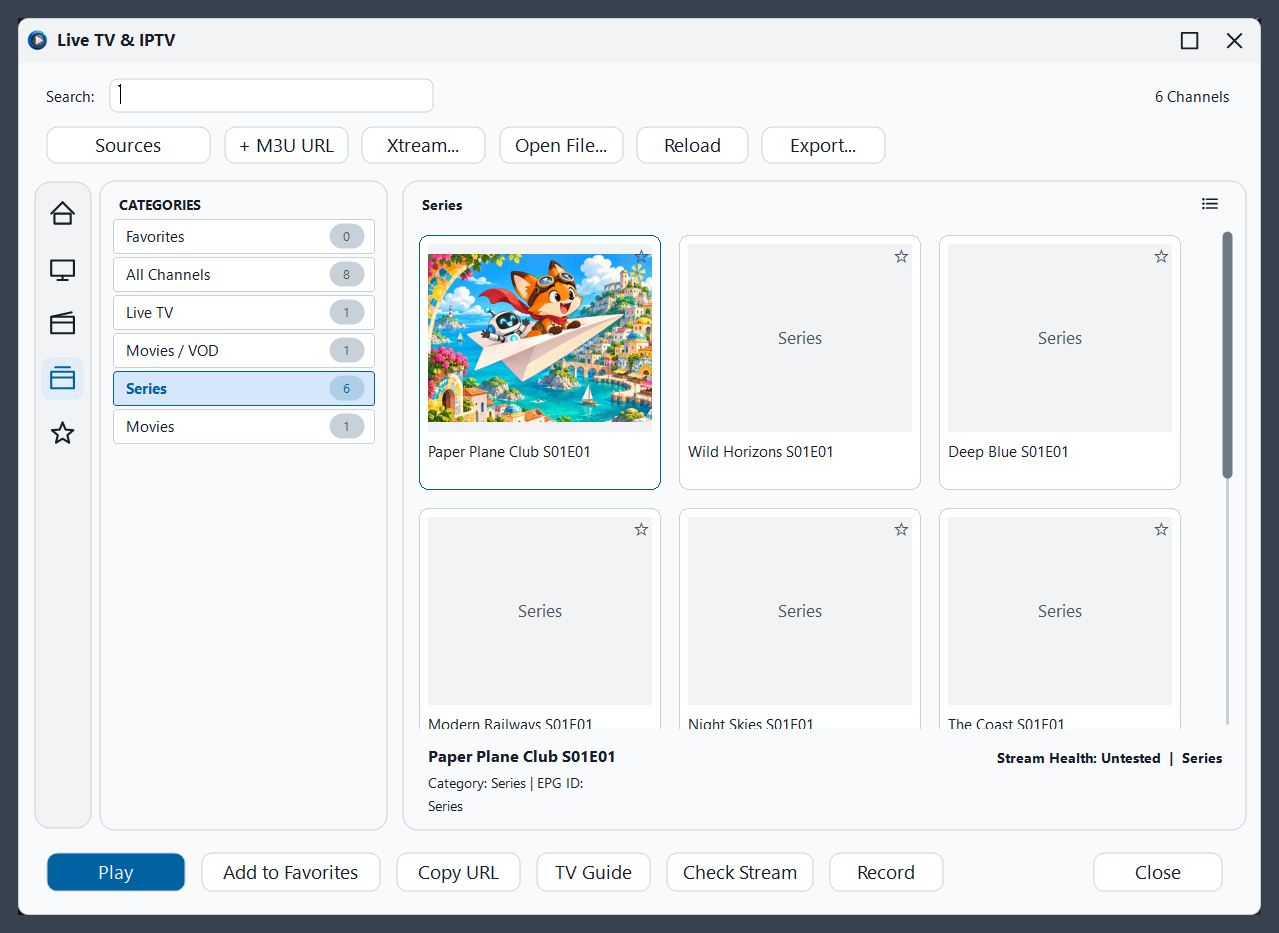 Live TV & IPTV
Search:
6 Channels
Sources
+ M3U URL
Xtream...
Open File...
Reload
Export...
CATEGORIES
Favorites 0
All Channels 8
Live TV 1
Movies / VOD 1
Series 6
Movies 1
Series
Paper Plane Club S01E01
Series
Wild Horizons S01E01
Series
Deep Blue S01E01
Series
Modern Railways S01E01
Series
Night Skies S01E01
Series
The Coast S01E01
Paper Plane Club S01E01
Category: Series | EPG ID:
Series
Stream Health: Untested | Series
Play
Add to Favorites
Copy URL
TV Guide
Check Stream
Record
Close